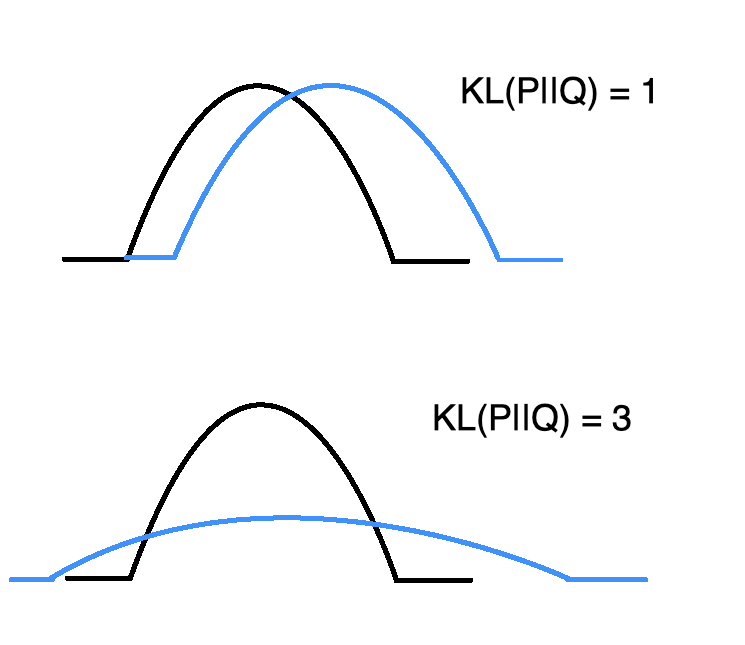 KL(P||Q) = 1
KL(P||Q) = 3